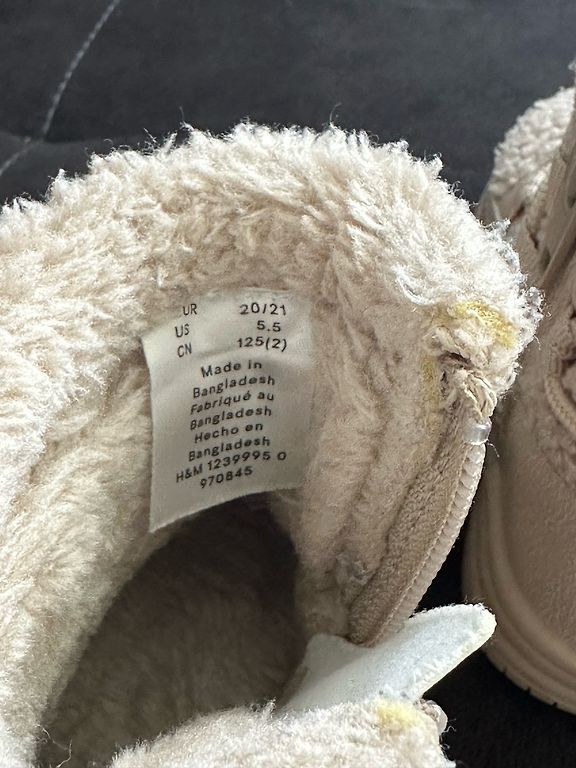 UR 20/21
US 5.5
CN 125(2)
Made in
Bangladesh
Fabriqué au
Bangladesh
Hecho en
Bangladesh
H&M 1239995 0
970845